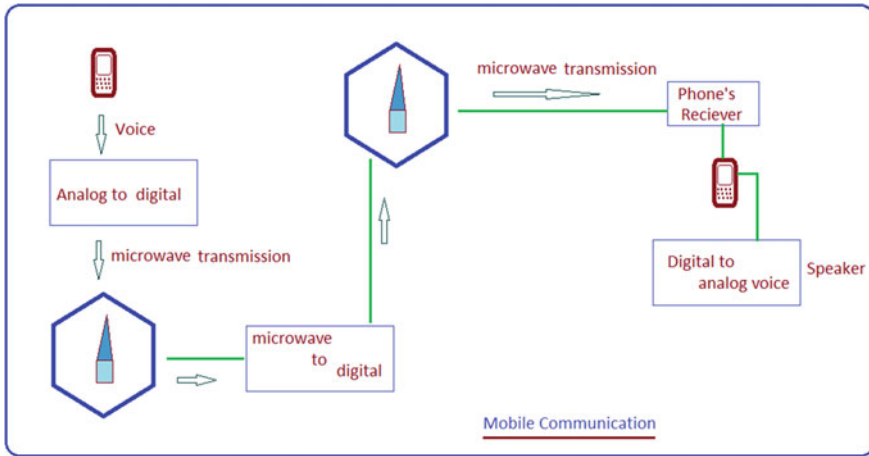 Voice
Analog to digital
microwave transmission
microwave
to
digital
microwave transmission
Phone's
Reciever
Digital to
analog voice
Speaker
Mobile Communication